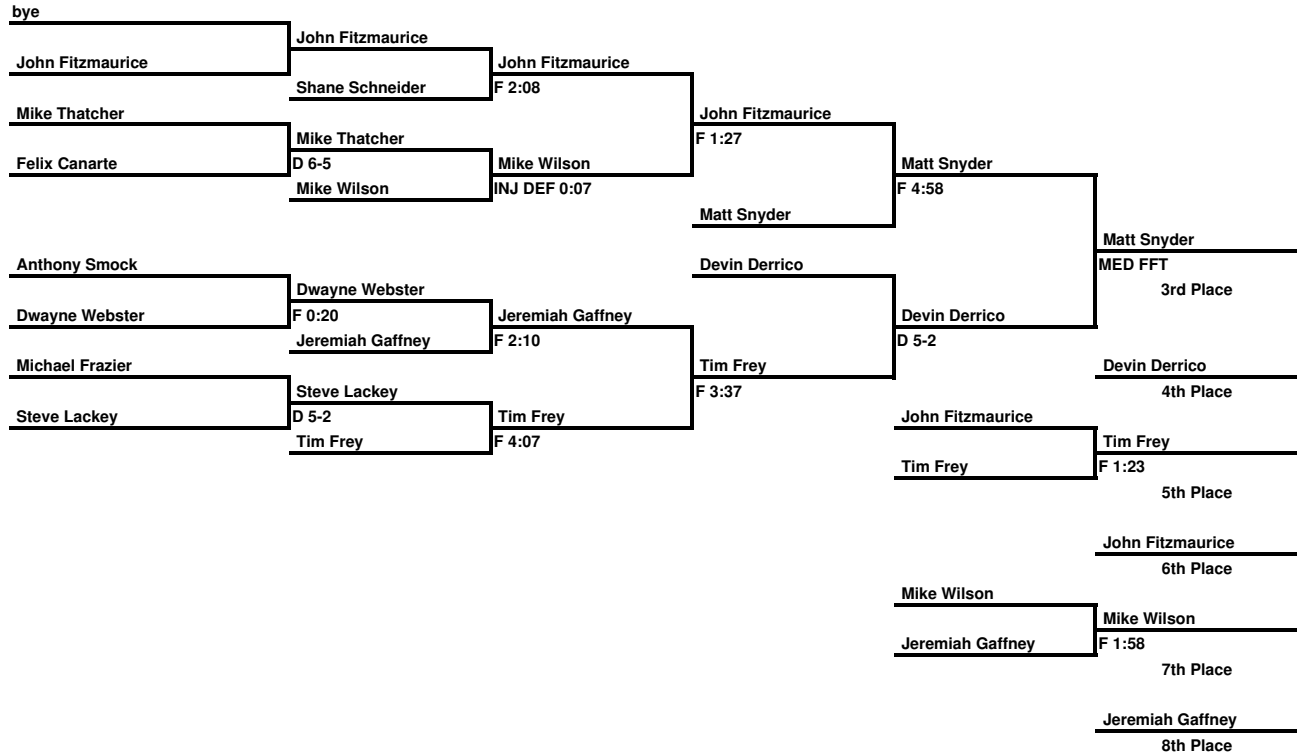 bye
John Fitzmaurice
John Fitzmaurice
Shane Schneider
John Fitzmaurice
F 2:08
Mike Thatcher
Felix Canarte
Mike Thatcher
D 6-5
Mike Wilson
Mike Wilson
INJ DEF 0:07
John Fitzmaurice
F 1:27
Matt Snyder
Matt Snyder
F 4:58
Anthony Smock
Dwayne Webster
Dwayne Webster
F 0:20
Jeremiah Gaffney
Jeremiah Gaffney
F 2:10
Michael Frazier
Steve Lackey
Steve Lackey
D 5-2
Tim Frey
Tim Frey
F 4:07
Devin Derrico
Tim Frey
F 3:37
Devin Derrico
D 5-2
Matt Snyder
MED FFT
3rd Place
Devin Derrico
4th Place
John Fitzmaurice
Tim Frey
Tim Frey
F 1:23
5th Place
John Fitzmaurice
6th Place
Mike Wilson
Jeremiah Gaffney
Mike Wilson
F 1:58
7th Place
Jeremiah Gaffney
8th Place